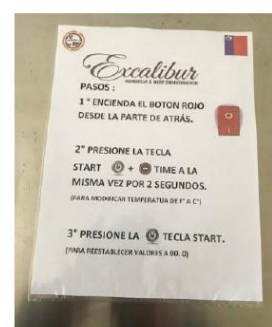 Excalibur
PASOS :
1° ENCIENDA EL BOTON ROJO
DESDE LA PARTE DE ATRÁS.
2° PRESIONE LA TECLA
START + TIME A LA
MISMA VEZ POR 2 SEGUNDOS.
(PARA MODIFICAR TEMPERATUA DE F° A C°)
3° PRESIONE LA TECLA START.
(PARA REESTABLECER VALORES A 00. 0)